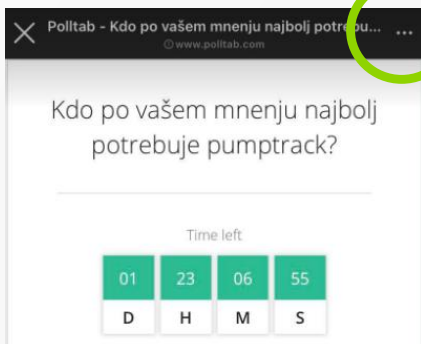 Polltab - Kdo po vašem mnenju najbolj potrebu... ...
www.polltab.com
Kdo po vašem mnenju najbolj
potrebuje pumptrack?
Time left
01 23 06 55
D H M S